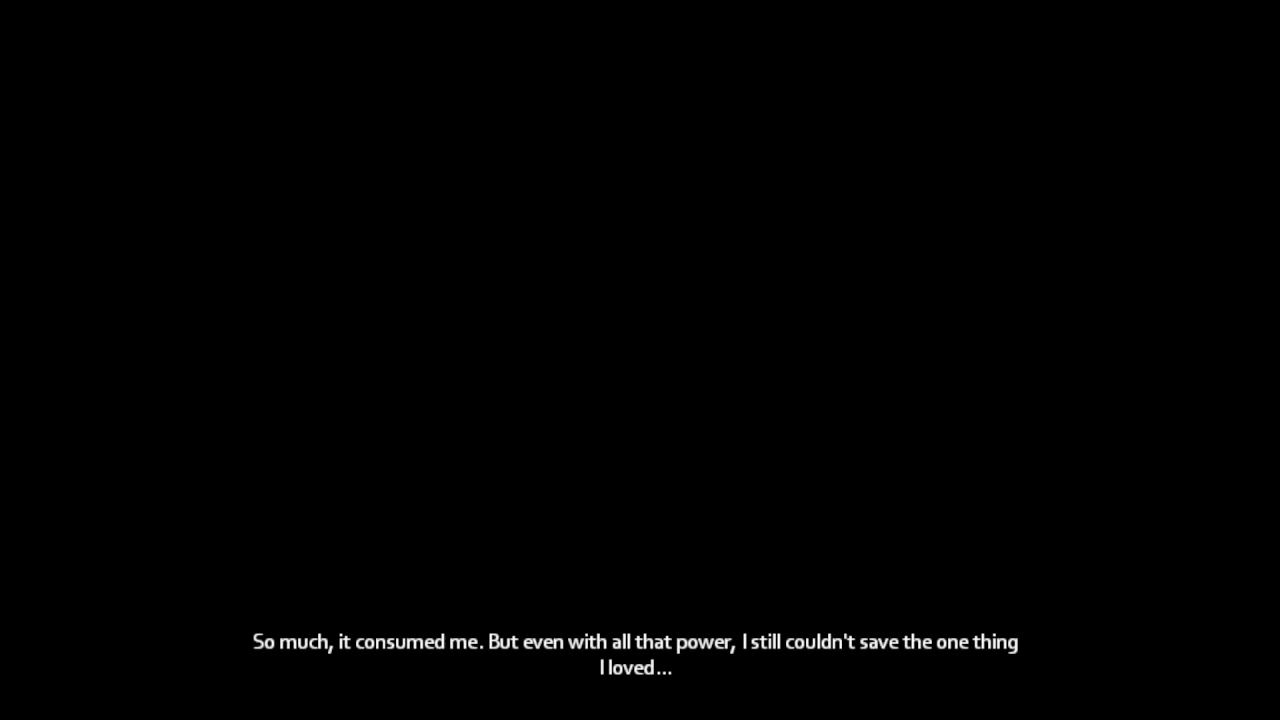 So much, it consumed me. But even with all that power, I still couldn't save the one thing
I loved...